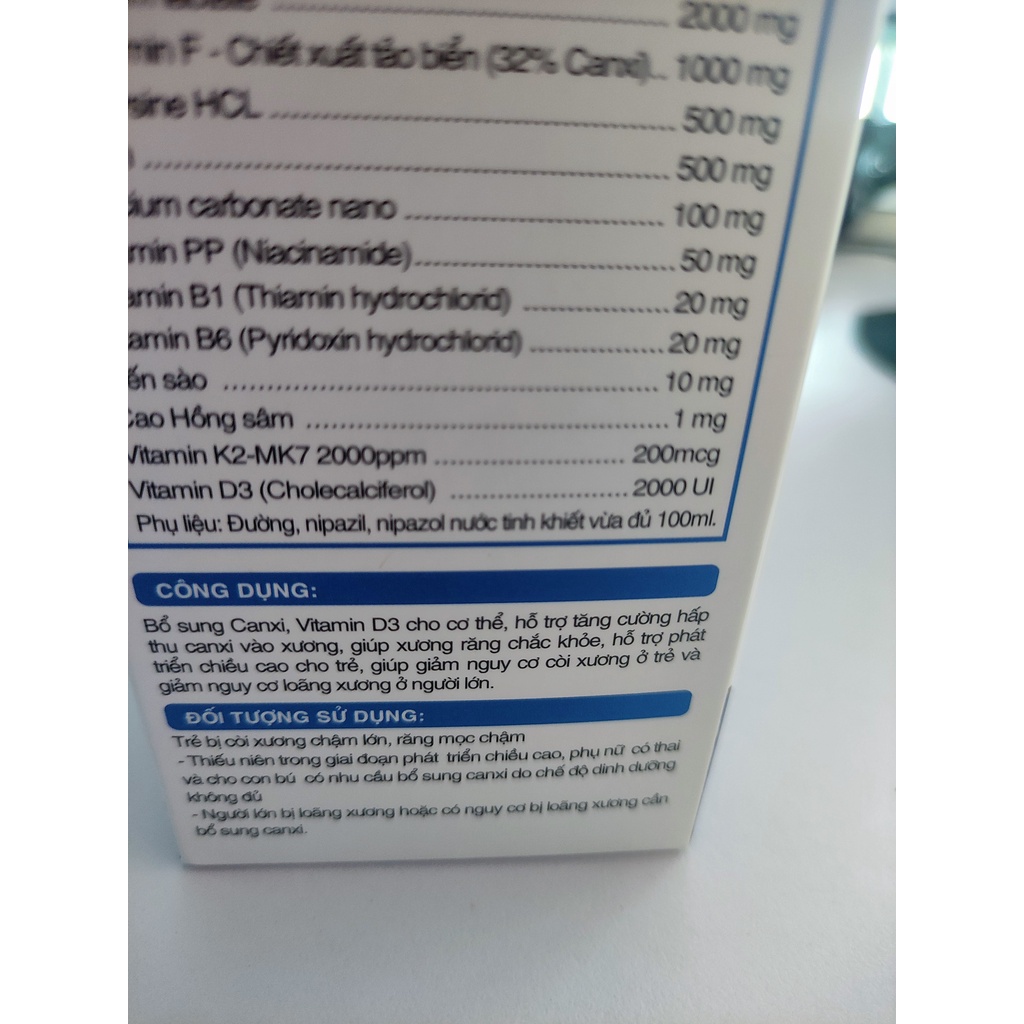 2000 mg
F - Chiết xuất tảo biển (32% Canxi).. 1000 mg
HCL ........................................ 500 mg
........................................ 500 mg
carbonate nano .......................... 100 mg
min PP (Niacinamide).......................... 50 mg
amin B1 (Thiamin hydrochlorid) .................. 20 mg
amin B6 (Pyridoxin hydrochlorid) ................ 20 mg
ến sào ........................................ 10 mg
Cao Hồng sâm .................................... 1 mg
Vitamin K2-MK7 2000ppm ........................ 200mcg
Vitamin D3 (Cholecalciferol) ...................... 2000 UI
Phụ liệu: Đường, nipazil, nipazol nước tinh khiết vừa đủ 100ml.
CÔNG DỤNG:
Bổ sung Canxi, Vitamin D3 cho cơ thể, hỗ trợ tăng cường hấp
thu canxi vào xương, giúp xương răng chắc khỏe, hỗ trợ phát
triển chiều cao cho trẻ, giúp giảm nguy cơ còi xương ở trẻ và
giảm nguy cơ loãng xương ở người lớn.
ĐỐI TƯỢNG SỬ DỤNG:
Trẻ bị còi xương chậm lớn, răng mọc chậm
- Thiếu niên trong giai đoạn phát triển chiều cao, phụ nữ có thai
và cho con bú có nhu cầu bổ sung canxi do chế độ dinh dưỡng
không đủ
- Người lớn bị loãng xương hoặc có nguy cơ bị loãng xương cần
bổ sung canxi.